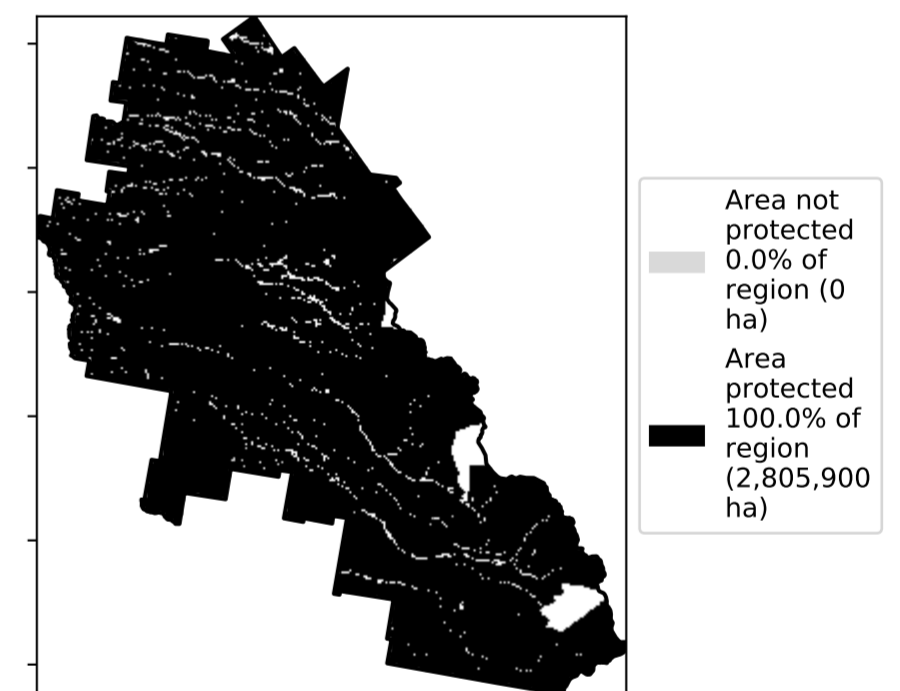 Area not
protected
0.0% of
region (0
ha)
Area
protected
100.0% of
region
(2,805,900
ha)